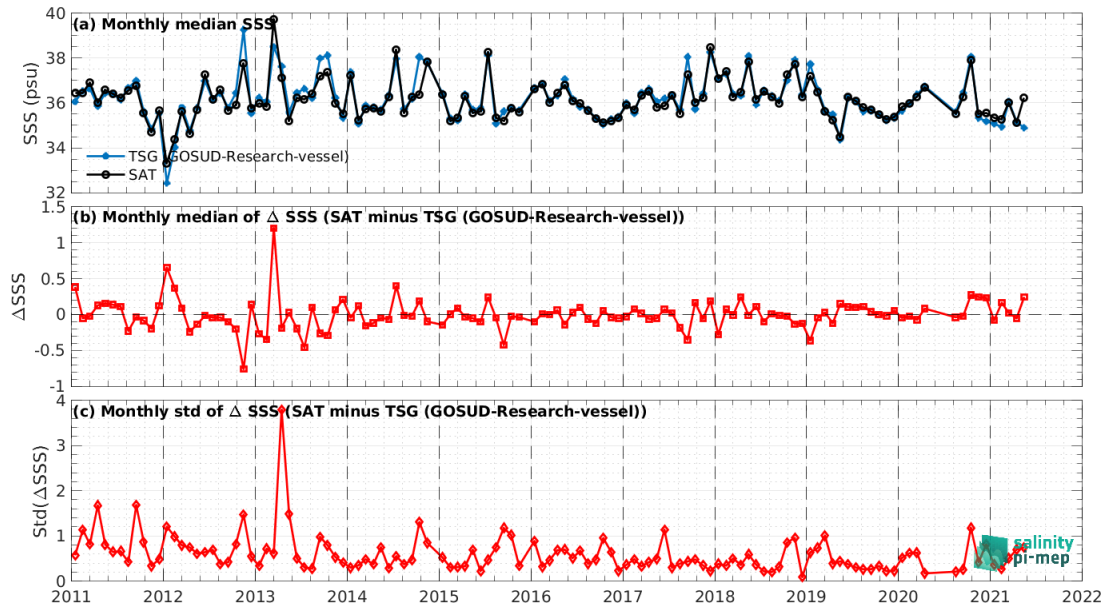 (a) Monthly median SSS
SSS (psu)
40
38
36
34
32
TSG (GOSUD-Research-vessel)
SAT
(b) Monthly median of Δ SSS (SAT minus TSG (GOSUD-Research-vessel))
ΔSSS
1.5
1
0.5
0
-0.5
-1
(c) Monthly std of Δ SSS (SAT minus TSG (GOSUD-Research-vessel))
Std(ΔSSS)
4
3
2
1
0
salinity
pi-mep
2011 2012 2013 2014 2015 2016 2017 2018 2019 2020 2021 2022